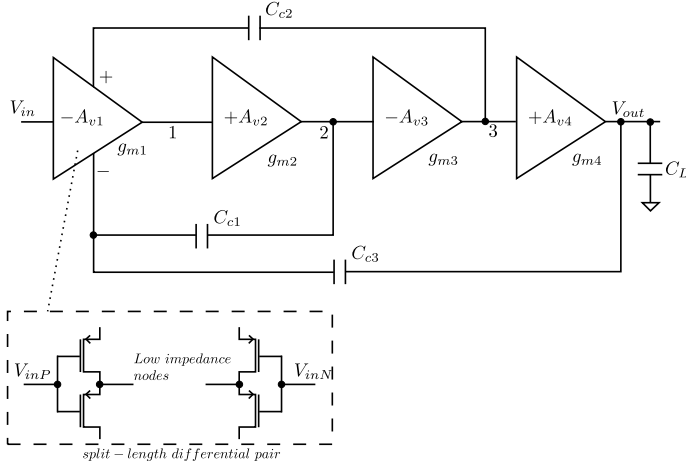 C_{c2}
+
V_{in}
−A_{v1}
1
+A_{v2}
2
−A_{v3}
3
+A_{v4}
V_{out}
g_{m1}
g_{m2}
g_{m3}
g_{m4}
−
C_L
C_{c1}
C_{c3}
V_{inP}
Low impedance
nodes
V_{inN}
split − length differential pair